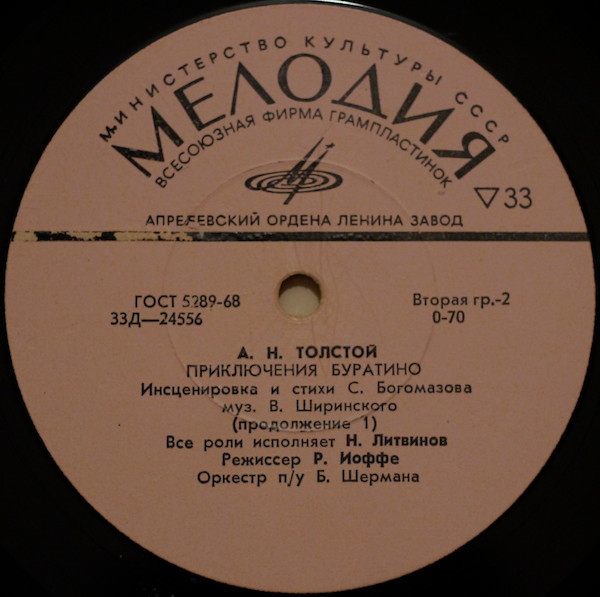 МИНИСТЕРСТВО КУЛЬТУРЫ СССР
МЕЛОДИЯ
ВСЕСОЮЗНАЯ ФИРМА ГРАМПЛАСТИНОК
▽33
АПРЕЛЕВСКИЙ ОРДЕНА ЛЕНИНА ЗАВОД
ГОСТ 5289-68 Вторая гр.-2
33Д—24556 0-70
А. Н. ТОЛСТОЙ
ПРИКЛЮЧЕНИЯ БУРАТИНО
Инсценировка и стихи С. Богомазова
муз. В. Ширинского
(продолжение 1)
Все роли исполняет Н. Литвинов
Режиссер Р. Иоффе
Оркестр п/у Б. Шермана